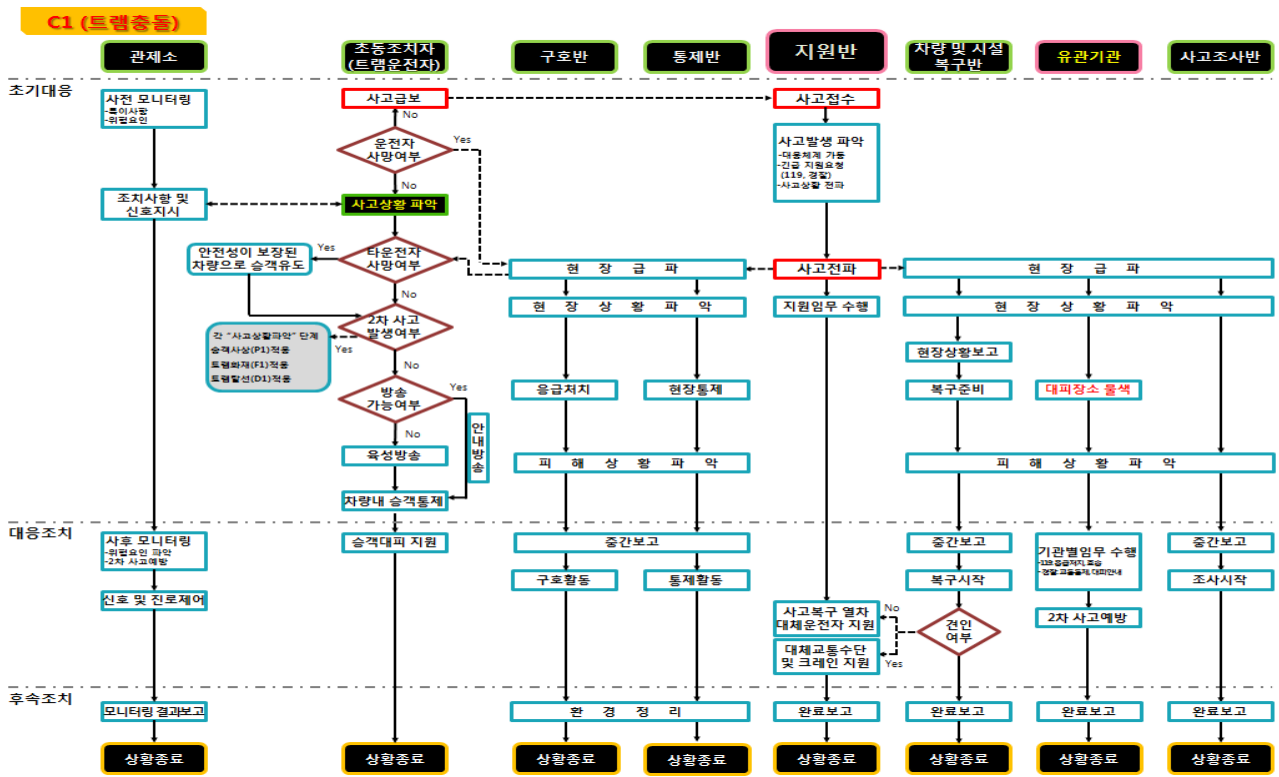 C1 (트램충돌)
관제소
초동조치자
(트램운전자)
구호반
통제반
지원반
차량 및 시설
복구반
유관기관
사고조사반
초기대응
사전 모니터링
-특이사항
-위험요인
사고급보
사고접수
No
운전자
사망여부
Yes
사고발생 파악
-대응체계 가동
-긴급 지원요청
(119, 경찰)
-사고상황 전파
No
조치사항 및
신호지시
사고상황 파악
안전성이 보장된
차량으로 승객유도
Yes
타운전자
사망여부
현 장 급 파
사고전파
현 장 급 파
No
현 장 상 황 파 악
지원임무 수행
현 장 상 황 파 악
2차 사고
발생여부
각 "사고상황파악" 단계
승객사상(P1)적용
트램화재(F1)적용
트램탈선(D1)적용
Yes
No
현장상황보고
방송
가능여부
Yes
응급처치
현장통제
복구준비
대피장소 물색
No
안내방송
육성방송
피 해 상 황 파 악
피 해 상 황 파 악
차량내 승객통제
대응조치
사후 모니터링
-위험요인 파악
-2차 사고예방
승객대피 지원
중간보고
중간보고
기관별임무 수행
-119:응급처치, 호송
-경찰:교통통제, 대피안내
중간보고
신호 및 진로제어
구호활동
통제활동
복구시작
조사시작
사고복구 열차
대체운전자 지원
No
견인
여부
2차 사고예방
대체교통수단
및 크레인 지원
Yes
후속조치
모니터링 결과보고
환 경 정 리
완료보고
완료보고
완료보고
완료보고
상황종료
상황종료
상황종료
상황종료
상황종료
상황종료
상황종료
상황종료